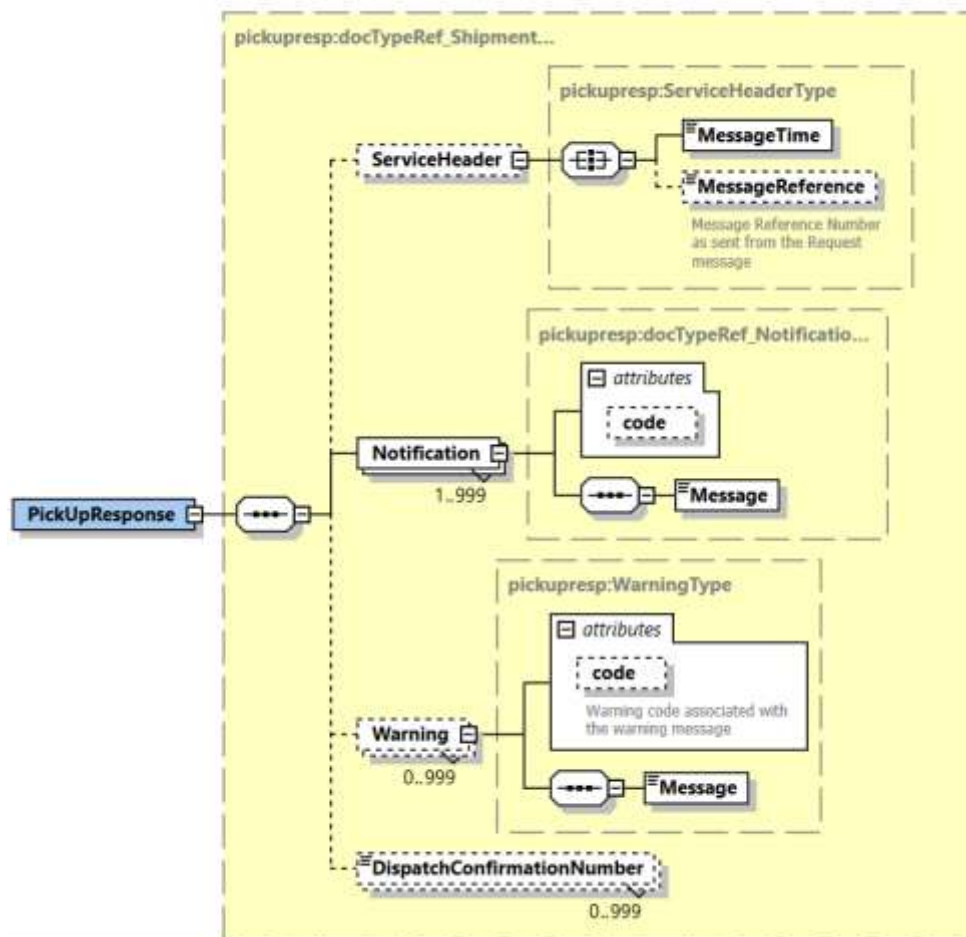 pickupresp:docTypeRef_Shipment...
pickupresp:ServiceHeaderType
MessageTime
ServiceHeader
MessageReference
Message Reference Number
as sent from the Request
message
pickupresp:docTypeRef_Notificatio...
attributes
code
Notification
1..999
Message
PickUpResponse
pickupresp:WarningType
attributes
code
Warning code associated with
the warning message
Warning
0..999
Message
DispatchConfirmationNumber
0..999